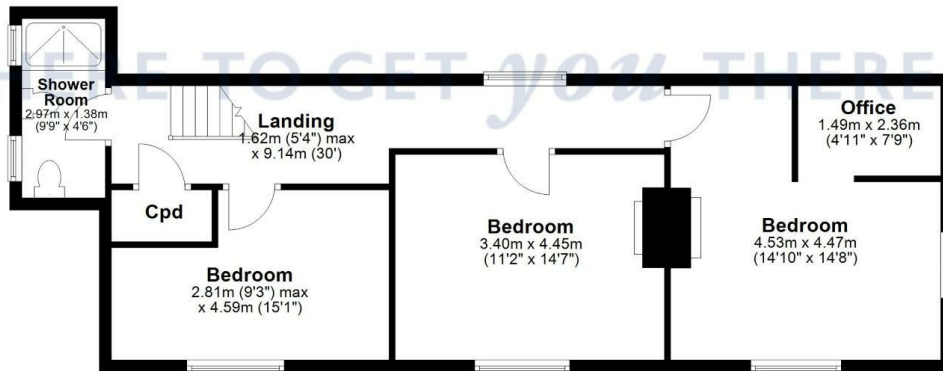 HERE TO GET you THERE
Shower
Room
2.97m x 1.38m
(9'9" x 4'6")
Landing
1.62m (5'4") max
x 9.14m (30')
Office
1.49m x 2.36m
(4'11" x 7'9")
Cpd
Bedroom
2.81m (9'3") max
x 4.59m (15'1")
Bedroom
3.40m x 4.45m
(11'2" x 14'7")
Bedroom
4.53m x 4.47m
(14'10" x 14'8")